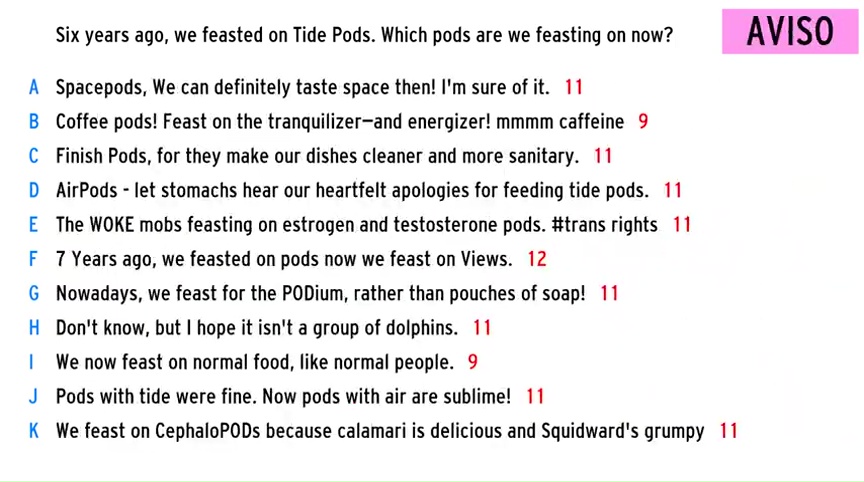 Six years ago, we feasted on Tide Pods. Which pods are we feasting on now?
AVISO
A Spacepods, We can definitely taste space then! I'm sure of it. 11
B Coffee pods! Feast on the tranquilizer—and energizer! mmmm caffeine 9
C Finish Pods, for they make our dishes cleaner and more sanitary. 11
D AirPods - let stomachs hear our heartfelt apologies for feeding tide pods. 11
E The WOKE mobs feasting on estrogen and testosterone pods. #trans rights 11
F 7 Years ago, we feasted on pods now we feast on Views. 12
G Nowadays, we feast for the PODium, rather than pouches of soap! 11
H Don't know, but I hope it isn't a group of dolphins. 11
I We now feast on normal food, like normal people. 9
J Pods with tide were fine. Now pods with air are sublime! 11
K We feast on CephaloPODs because calamari is delicious and Squidward's grumpy 11